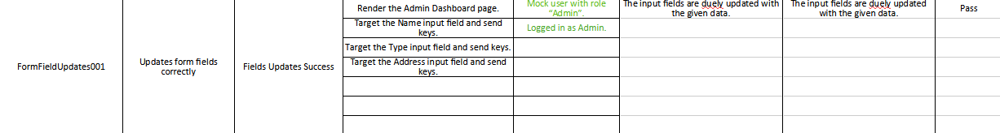 Render the Admin Dashboard page.
Mock user with role
"Admin".
The input fields are duely updated with
the given data.
The input fields are duely updated
with the given data.
Pass
Target the Name input field and send
keys.
Logged in as Admin.
Target the Type input field and send keys.
FormFieldUpdates001
Updates form fields
correctly
Fields Updates Success
Target the Address input field and send
keys.